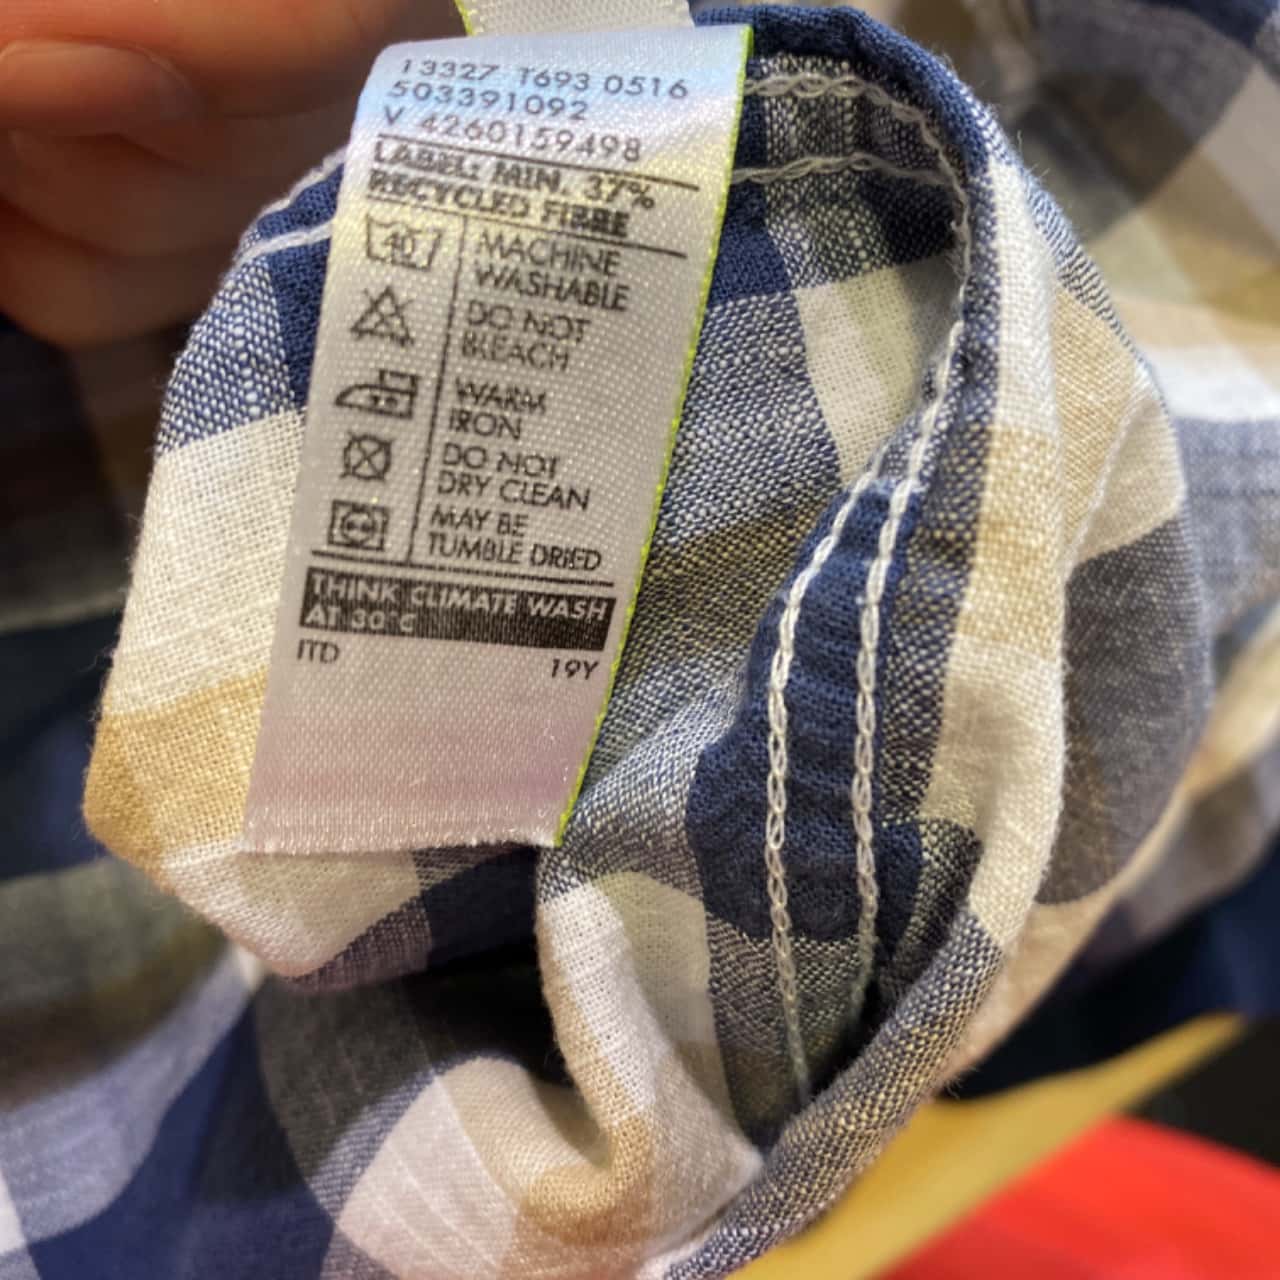 13327 T693 0516
503391092
V 4260159498
LABEL: MIN. 37%
RECYCLED FIBRE
40
MACHINE
WASHABLE
DO NOT
BLEACH
WARM
IRON
DO NOT
DRY CLEAN
MAY BE
TUMBLE DRIED
THINK CLIMATE WASH
AT 30°C
ITD 19Y